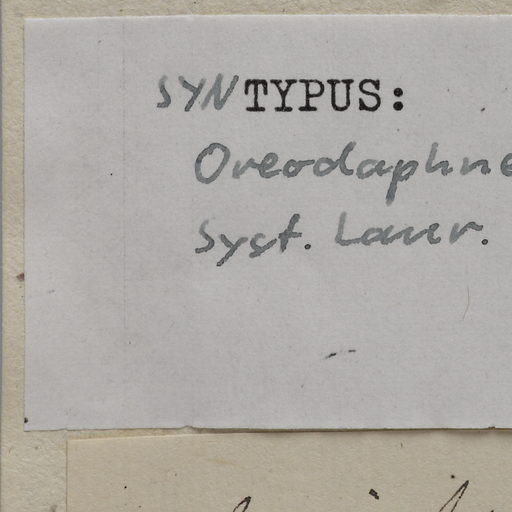 SYNTYPUS:
Oreodaphne
Syst. Laur.